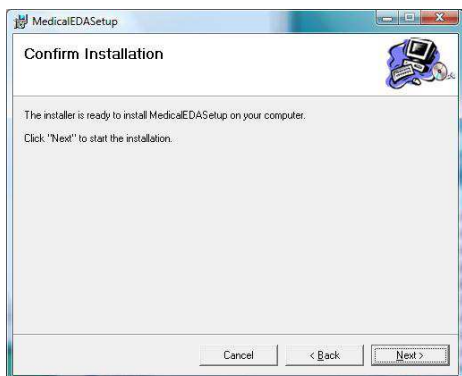 MedicalEDASetup
Confirm Installation
The installer is ready to install MedicalEDASetup on your computer.
Click "Next" to start the installation.
Cancel
< Back
Next >